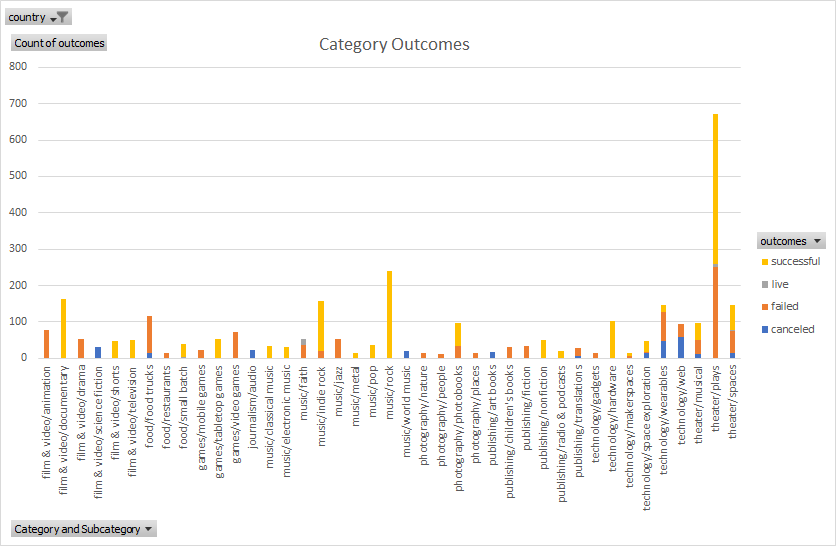 country
Count of outcomes
Category Outcomes
800
700
600
500
400
300
200
100
0
film & video/animation
film & video/documentary
film & video/drama
film & video/science fiction
film & video/shorts
film & video/television
food/food trucks
food/restaurants
food/small batch
games/mobile games
games/tabletop games
games/video games
journalism/audio
music/classical music
music/electronic music
music/faith
music/indie rock
music/jazz
music/metal
music/pop
music/rock
music/world music
photography/nature
photography/people
photography/photobooks
photography/places
publishing/art books
publishing/children's books
publishing/fiction
publishing/nonfiction
publishing/radio & podcasts
publishing/translations
technology/gadgets
technology/hardware
technology/makerspaces
technology/space exploration
technology/wearables
technology/web
theater/musical
theater/plays
theater/spaces
outcomes
successful
live
failed
canceled
Category and Subcategory